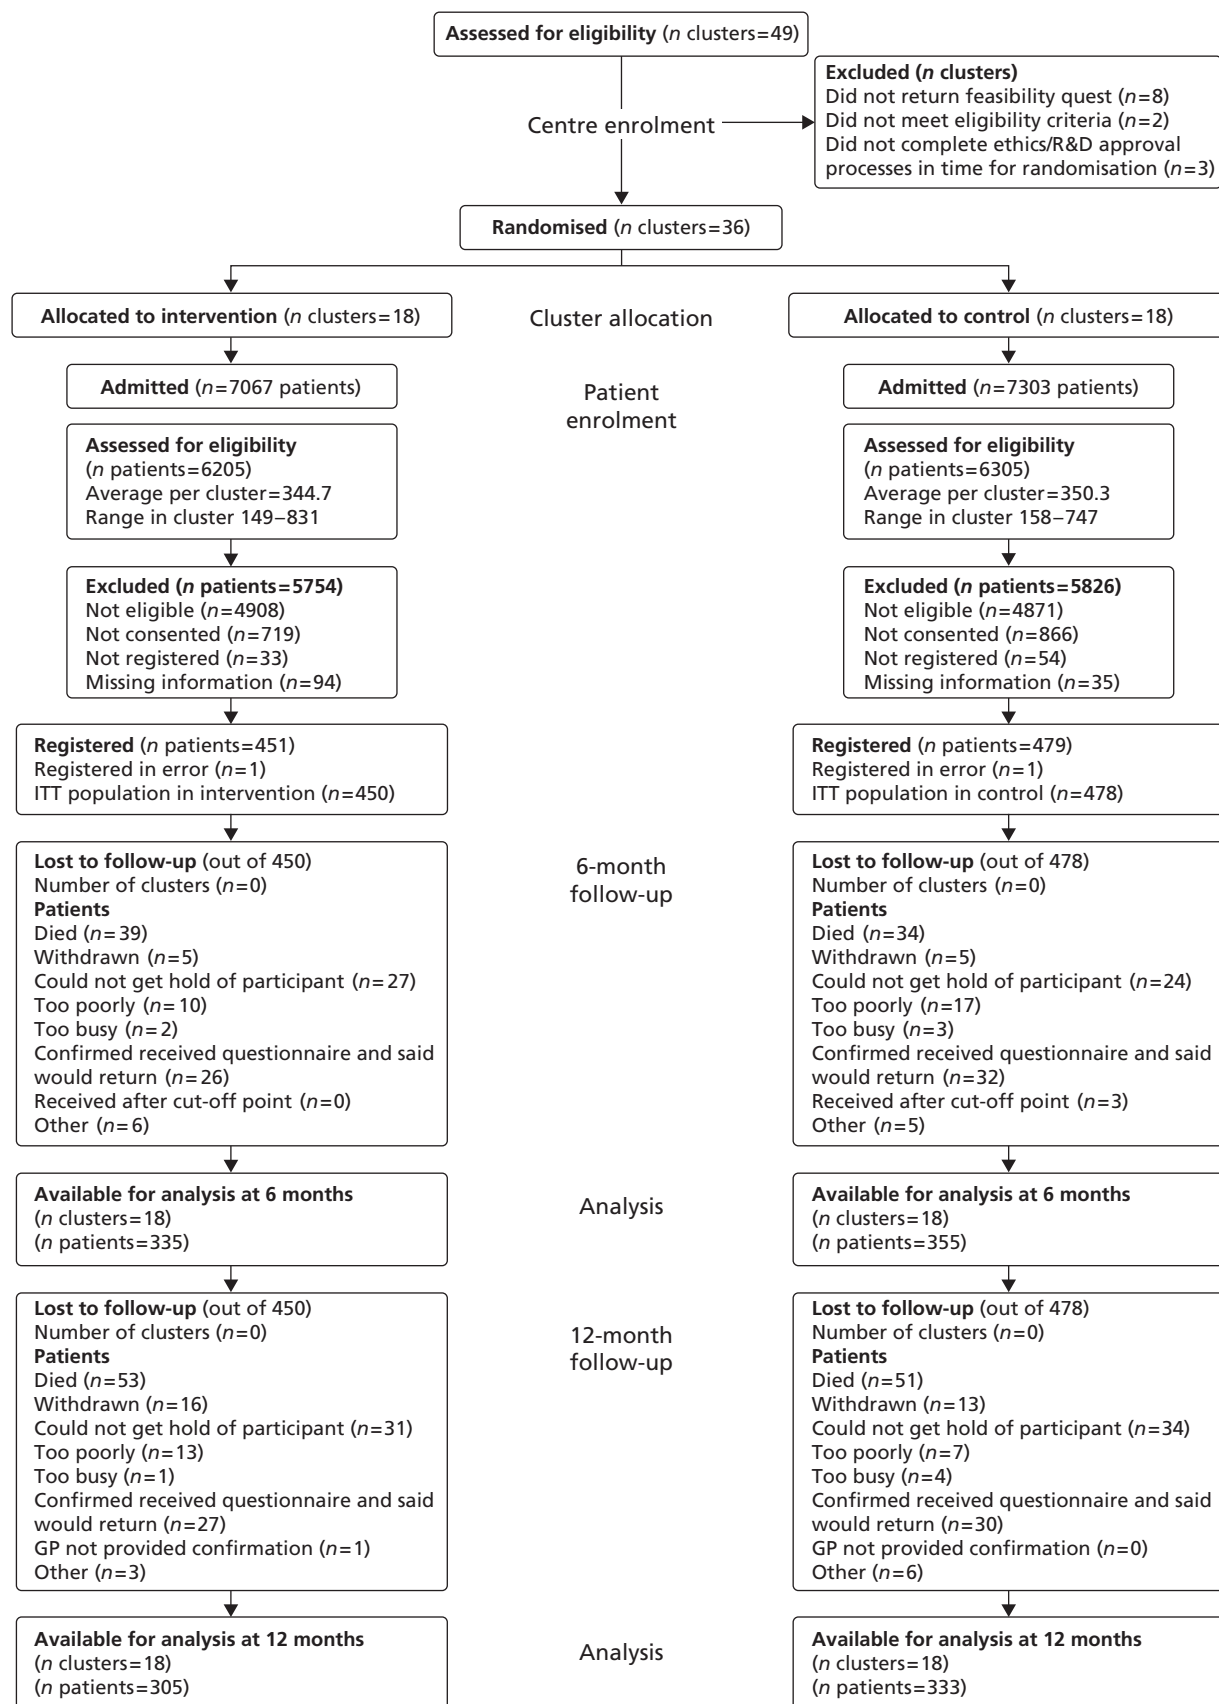 Assessed for eligibility (n clusters=49)
Excluded (n clusters)
Did not return feasibility quest (n=8)
Did not meet eligibility criteria (n=2)
Did not complete ethics/R&D approval
processes in time for randomisation (n=3)
Centre enrolment
Randomised (n clusters=36)
Allocated to intervention (n clusters=18)
Cluster allocation
Allocated to control (n clusters=18)
Admitted (n=7067 patients)
Patient
enrolment
Admitted (n=7303 patients)
Assessed for eligibility
(n patients=6205)
Average per cluster=344.7
Range in cluster 149–831
Assessed for eligibility
(n patients=6305)
Average per cluster=350.3
Range in cluster 158–747
Excluded (n patients=5754)
Not eligible (n=4908)
Not consented (n=719)
Not registered (n=33)
Missing information (n=94)
Excluded (n patients=5826)
Not eligible (n=4871)
Not consented (n=866)
Not registered (n=54)
Missing information (n=35)
Registered (n patients=451)
Registered in error (n=1)
ITT population in intervention (n=450)
Registered (n patients=479)
Registered in error (n=1)
ITT population in control (n=478)
Lost to follow-up (out of 450)
Number of clusters (n=0)
Patients
Died (n=39)
Withdrawn (n=5)
Could not get hold of participant (n=27)
Too poorly (n=10)
Too busy (n=2)
Confirmed received questionnaire and said
would return (n=26)
Received after cut-off point (n=0)
Other (n=6)
6-month
follow-up
Lost to follow-up (out of 478)
Number of clusters (n=0)
Patients
Died (n=34)
Withdrawn (n=5)
Could not get hold of participant (n=24)
Too poorly (n=17)
Too busy (n=3)
Confirmed received questionnaire and said
would return (n=32)
Received after cut-off point (n=3)
Other (n=5)
Available for analysis at 6 months
(n clusters=18)
(n patients=335)
Analysis
Available for analysis at 6 months
(n clusters=18)
(n patients=355)
Lost to follow-up (out of 450)
Number of clusters (n=0)
Patients
Died (n=53)
Withdrawn (n=16)
Could not get hold of participant (n=31)
Too poorly (n=13)
Too busy (n=1)
Confirmed received questionnaire and said
would return (n=27)
GP not provided confirmation (n=1)
Other (n=3)
12-month
follow-up
Lost to follow-up (out of 478)
Number of clusters (n=0)
Patients
Died (n=51)
Withdrawn (n=13)
Could not get hold of participant (n=34)
Too poorly (n=7)
Too busy (n=4)
Confirmed received questionnaire and said
would return (n=30)
GP not provided confirmation (n=0)
Other (n=6)
Available for analysis at 12 months
(n clusters=18)
(n patients=305)
Analysis
Available for analysis at 12 months
(n clusters=18)
(n patients=333)